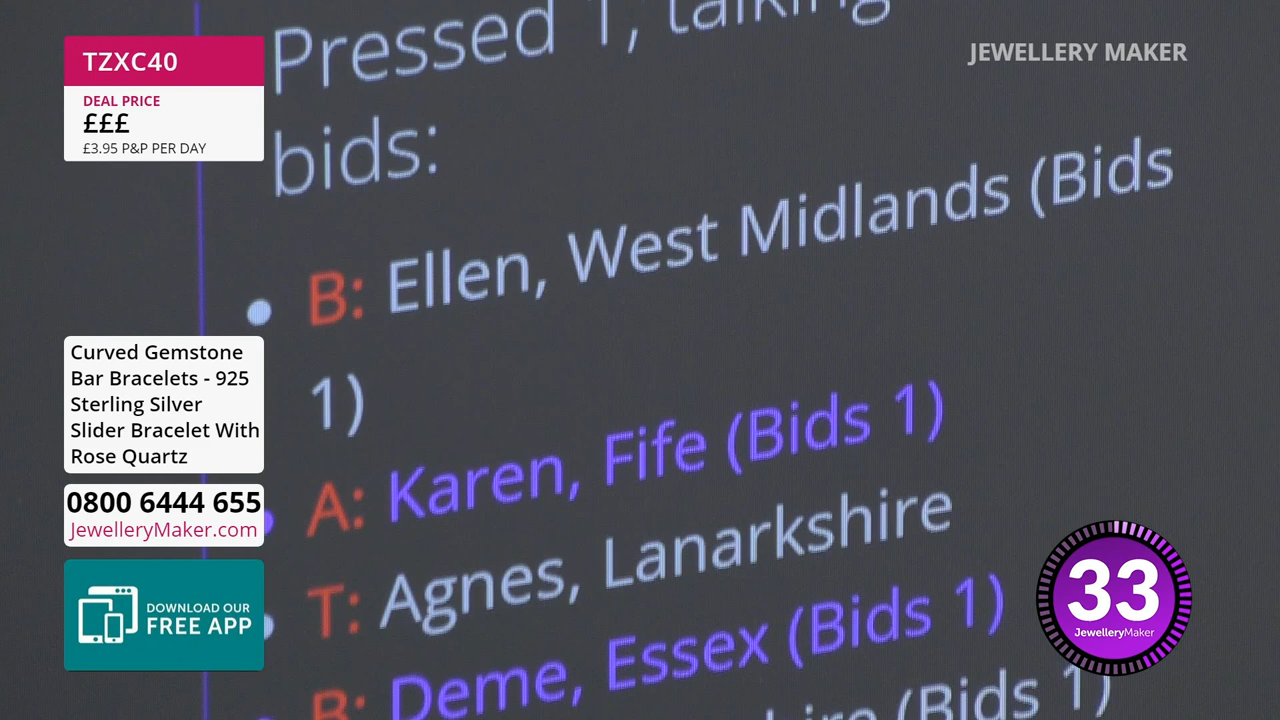 TZXC40
DEAL PRICE
£££
£3.95 P&P PER DAY
JEWELLERY MAKER
Pressed 1, talking
bids:
B: Ellen, West Midlands (Bids
1)
A: Karen, Fife (Bids 1)
T: Agnes, Lanarkshire
B: Deme, Essex (Bids 1)
(Bids 1)
Curved Gemstone
Bar Bracelets - 925
Sterling Silver
Slider Bracelet With
Rose Quartz
0800 6444 655
JewelleryMaker.com
DOWNLOAD OUR
FREE APP
33
JewelleryMaker